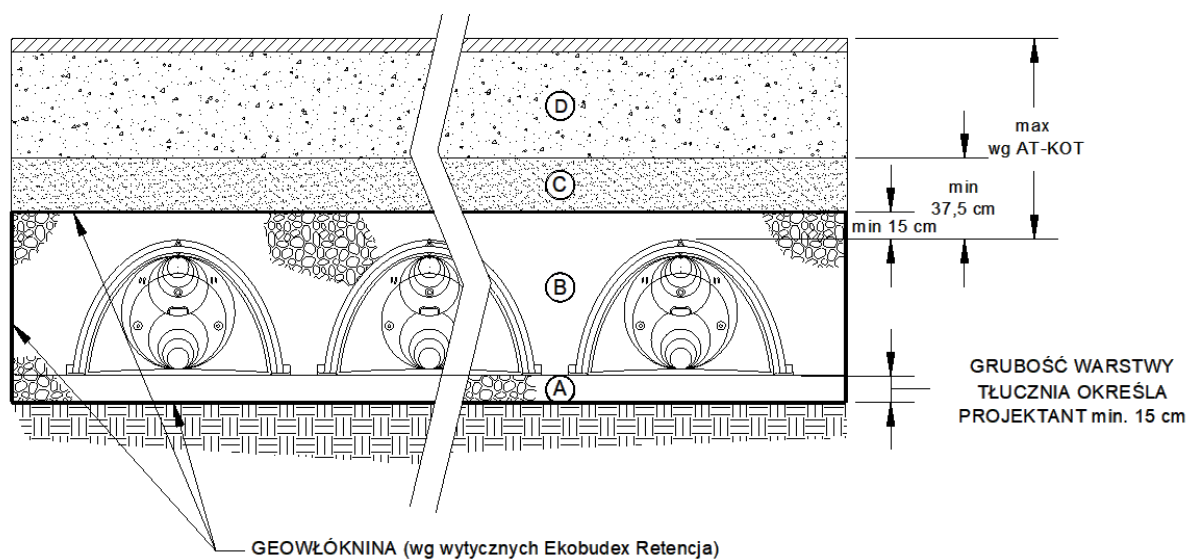 D
max
wg AT-KOT
C
min
37,5 cm
min 15 cm
B
A
GRUBOŚĆ WARSTWY
TŁUCZNIA OKREŚLA
PROJEKTANT min. 15 cm
GEOWŁÓKNINA (wg wytycznych Ekobudex Retencja)